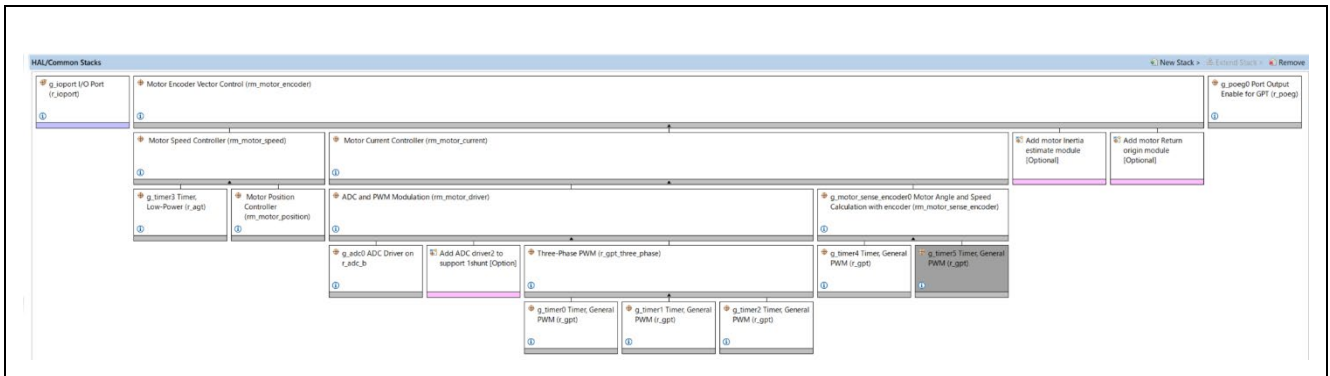 HAL/Common Stacks
New Stack > Extend Stack > Remove
g_ioport I/O Port
(r_ioport)
Motor Encoder Vector Control (rm_motor_encoder)
g_poeg0 Port Output
Enable for GPT (r_poeg)
Motor Speed Controller (rm_motor_speed)
Motor Current Controller (rm_motor_current)
Add motor Inertia
estimate module
[Optional]
Add motor Return
origin module
[Optional]
g_timer3 Timer,
Low-Power (r_agt)
Motor Position
Controller
(rm_motor_position)
ADC and PWM Modulation (rm_motor_driver)
g_motor_sense_encoder0 Motor Angle and Speed
Calculation with encoder (rm_motor_sense_encoder)
g_adc0 ADC Driver on
r_adc_b
Add ADC driver2 to
support 1shunt [Option]
Three-Phase PWM (r_gpt_three_phase)
g_timer4 Timer, General
PWM (r_gpt)
g_timer5 Timer, General
PWM (r_gpt)
g_timer0 Timer, General
PWM (r_gpt)
g_timer1 Timer, General
PWM (r_gpt)
g_timer2 Timer, General
PWM (r_gpt)